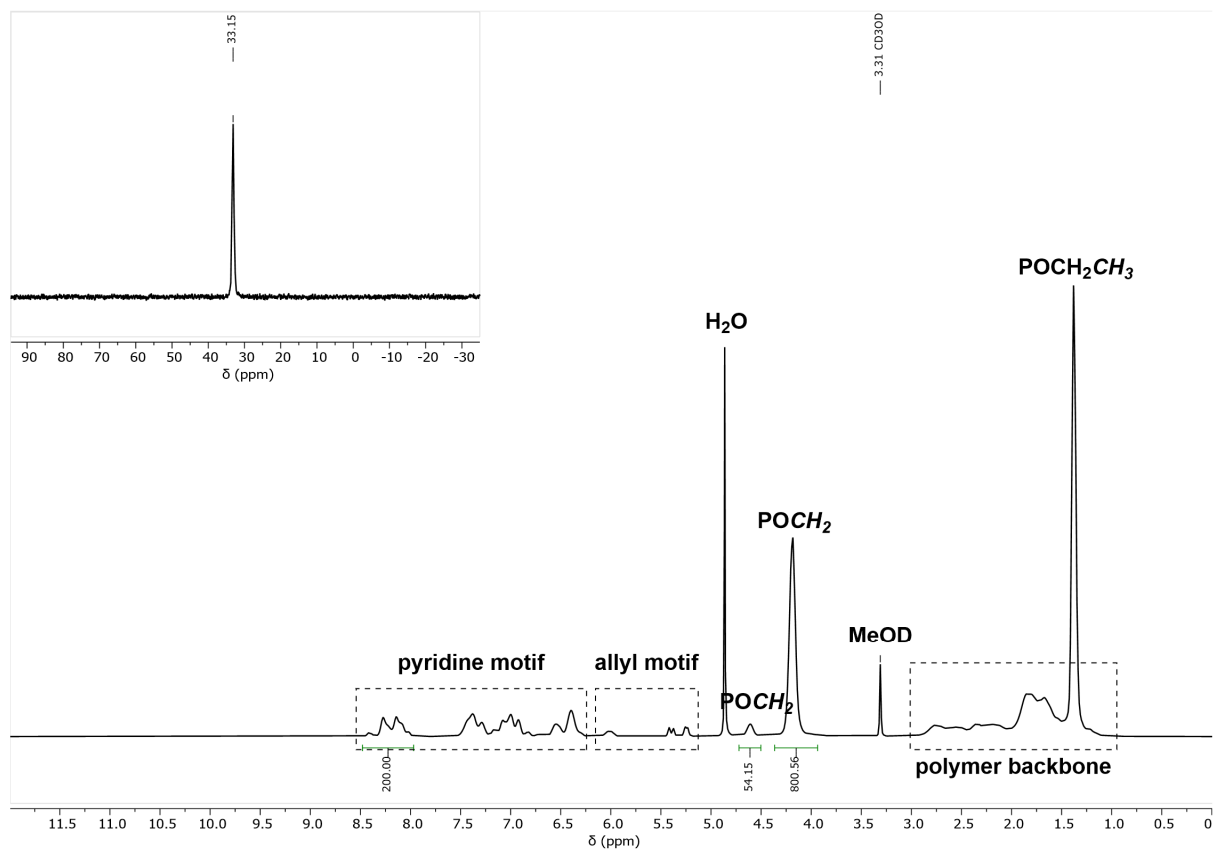 33.15
3.31 CD3OD
90 80 70 60 50 40 30 20 10 0 -10 -20 -30
δ (ppm)
POCH2CH3
H2O
POCH2
MeOD
pyridine motif
allyl motif
POCH2
polymer backbone
200.00
54.15
800.56
11.5 11.0 10.5 10.0 9.5 9.0 8.5 8.0 7.5 7.0 6.5 6.0 5.5 5.0 4.5 4.0 3.5 3.0 2.5 2.0 1.5 1.0 0.5 0
δ (ppm)